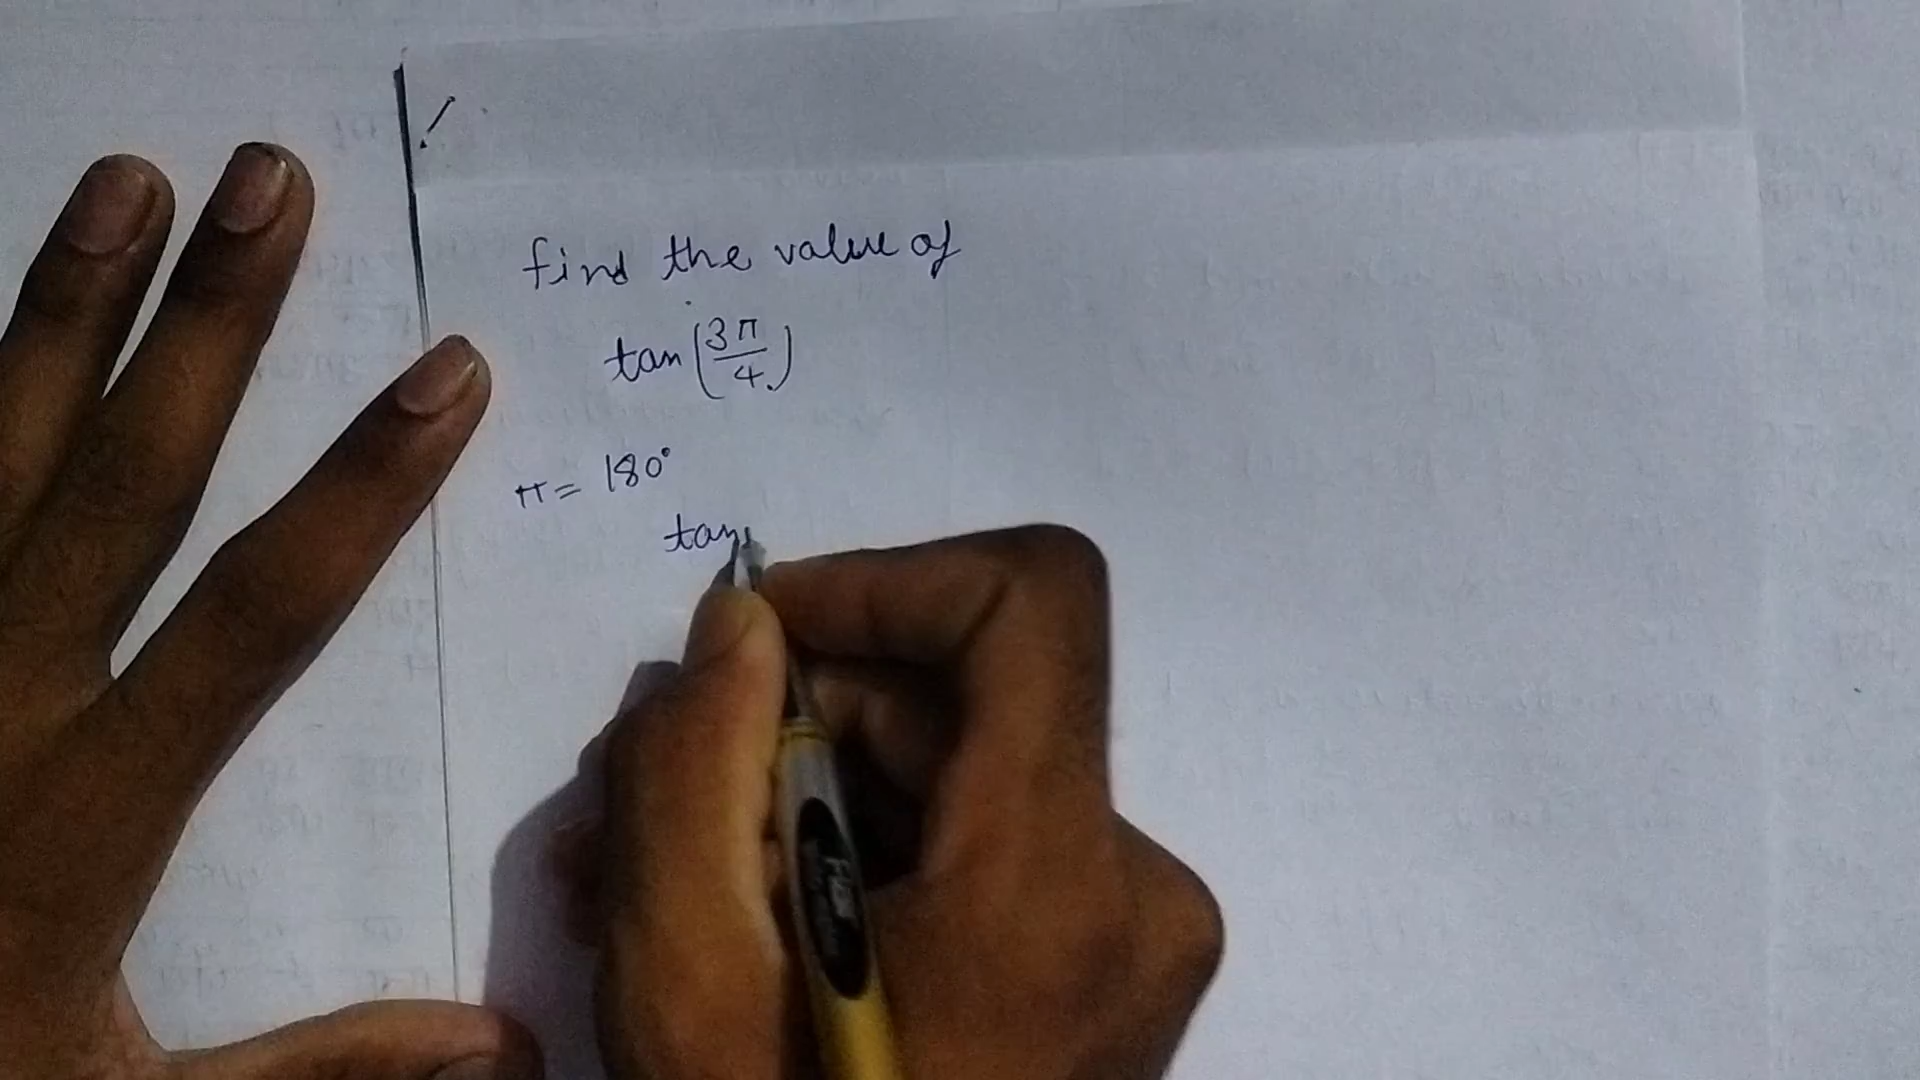 find the value of
tan (3π/4)
π = 180°
tan